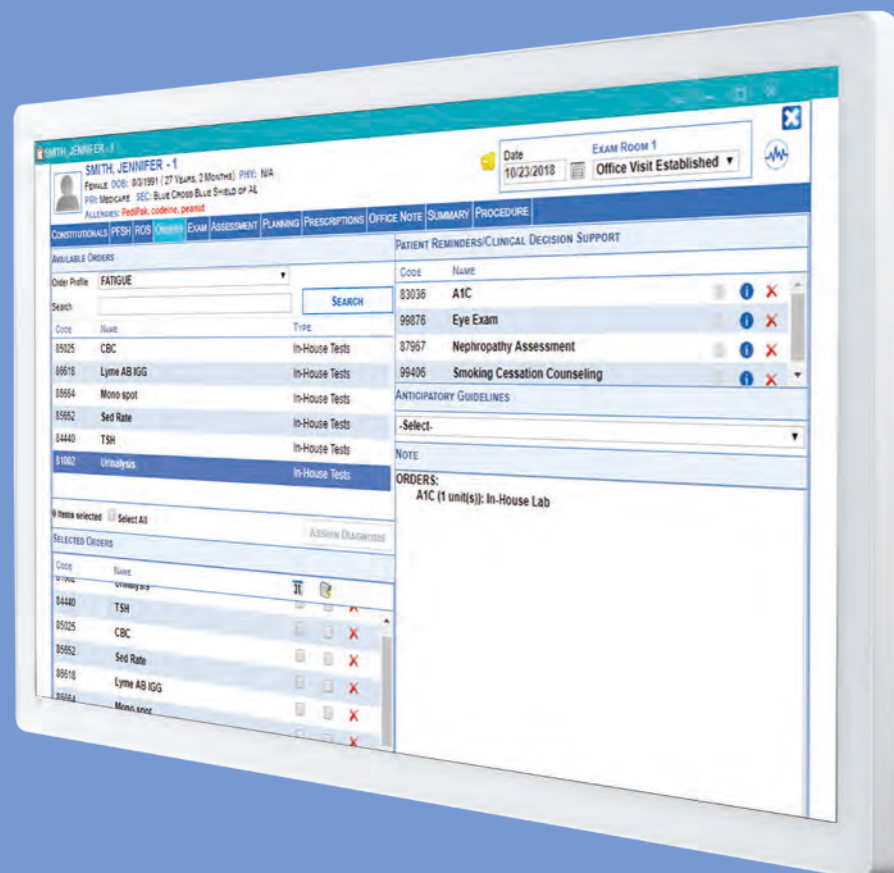 SMITH, JENNIFER - 1
SMITH, JENNIFER - 1
FEMALE DOB: 8/3/1991 ( 27 YEARS, 2 MONTHS) PHY: N/A
PRI: MEDICARE SEC: BLUE CROSS BLUE SHIELD OF AL
ALLERGIES: PediPak, codeine, peanut
Date
10/23/2018
EXAM ROOM 1
Office Visit Established
CONSTITUTIONALS PFSH ROS ORDERS EXAM ASSESSMENT PLANNING PRESCRIPTIONS OFFICE NOTE SUMMARY PROCEDURE
AVAILABLE ORDERS
Order Profile FATIGUE
Search SEARCH
CODE NAME TYPE
85025 CBC In-House Tests
86618 Lyme AB IGG In-House Tests
86664 Mono spot In-House Tests
85652 Sed Rate In-House Tests
84440 TSH In-House Tests
81002 Urinalysis In-House Tests
0 items selected Select All
ASSIGN DIAGNOSIS
SELECTED ORDERS
CODE NAME
81002 Urinalysis
84440 TSH
85025 CBC
85652 Sed Rate
86618 Lyme AB IGG
86664 Mono spot
PATIENT REMINDERS/CLINICAL DECISION SUPPORT
CODE NAME
83036 A1C
99876 Eye Exam
87967 Nephropathy Assessment
99406 Smoking Cessation Counseling
ANTICIPATORY GUIDELINES
-Select-
NOTE
ORDERS:
A1C (1 unit(s)): In-House Lab